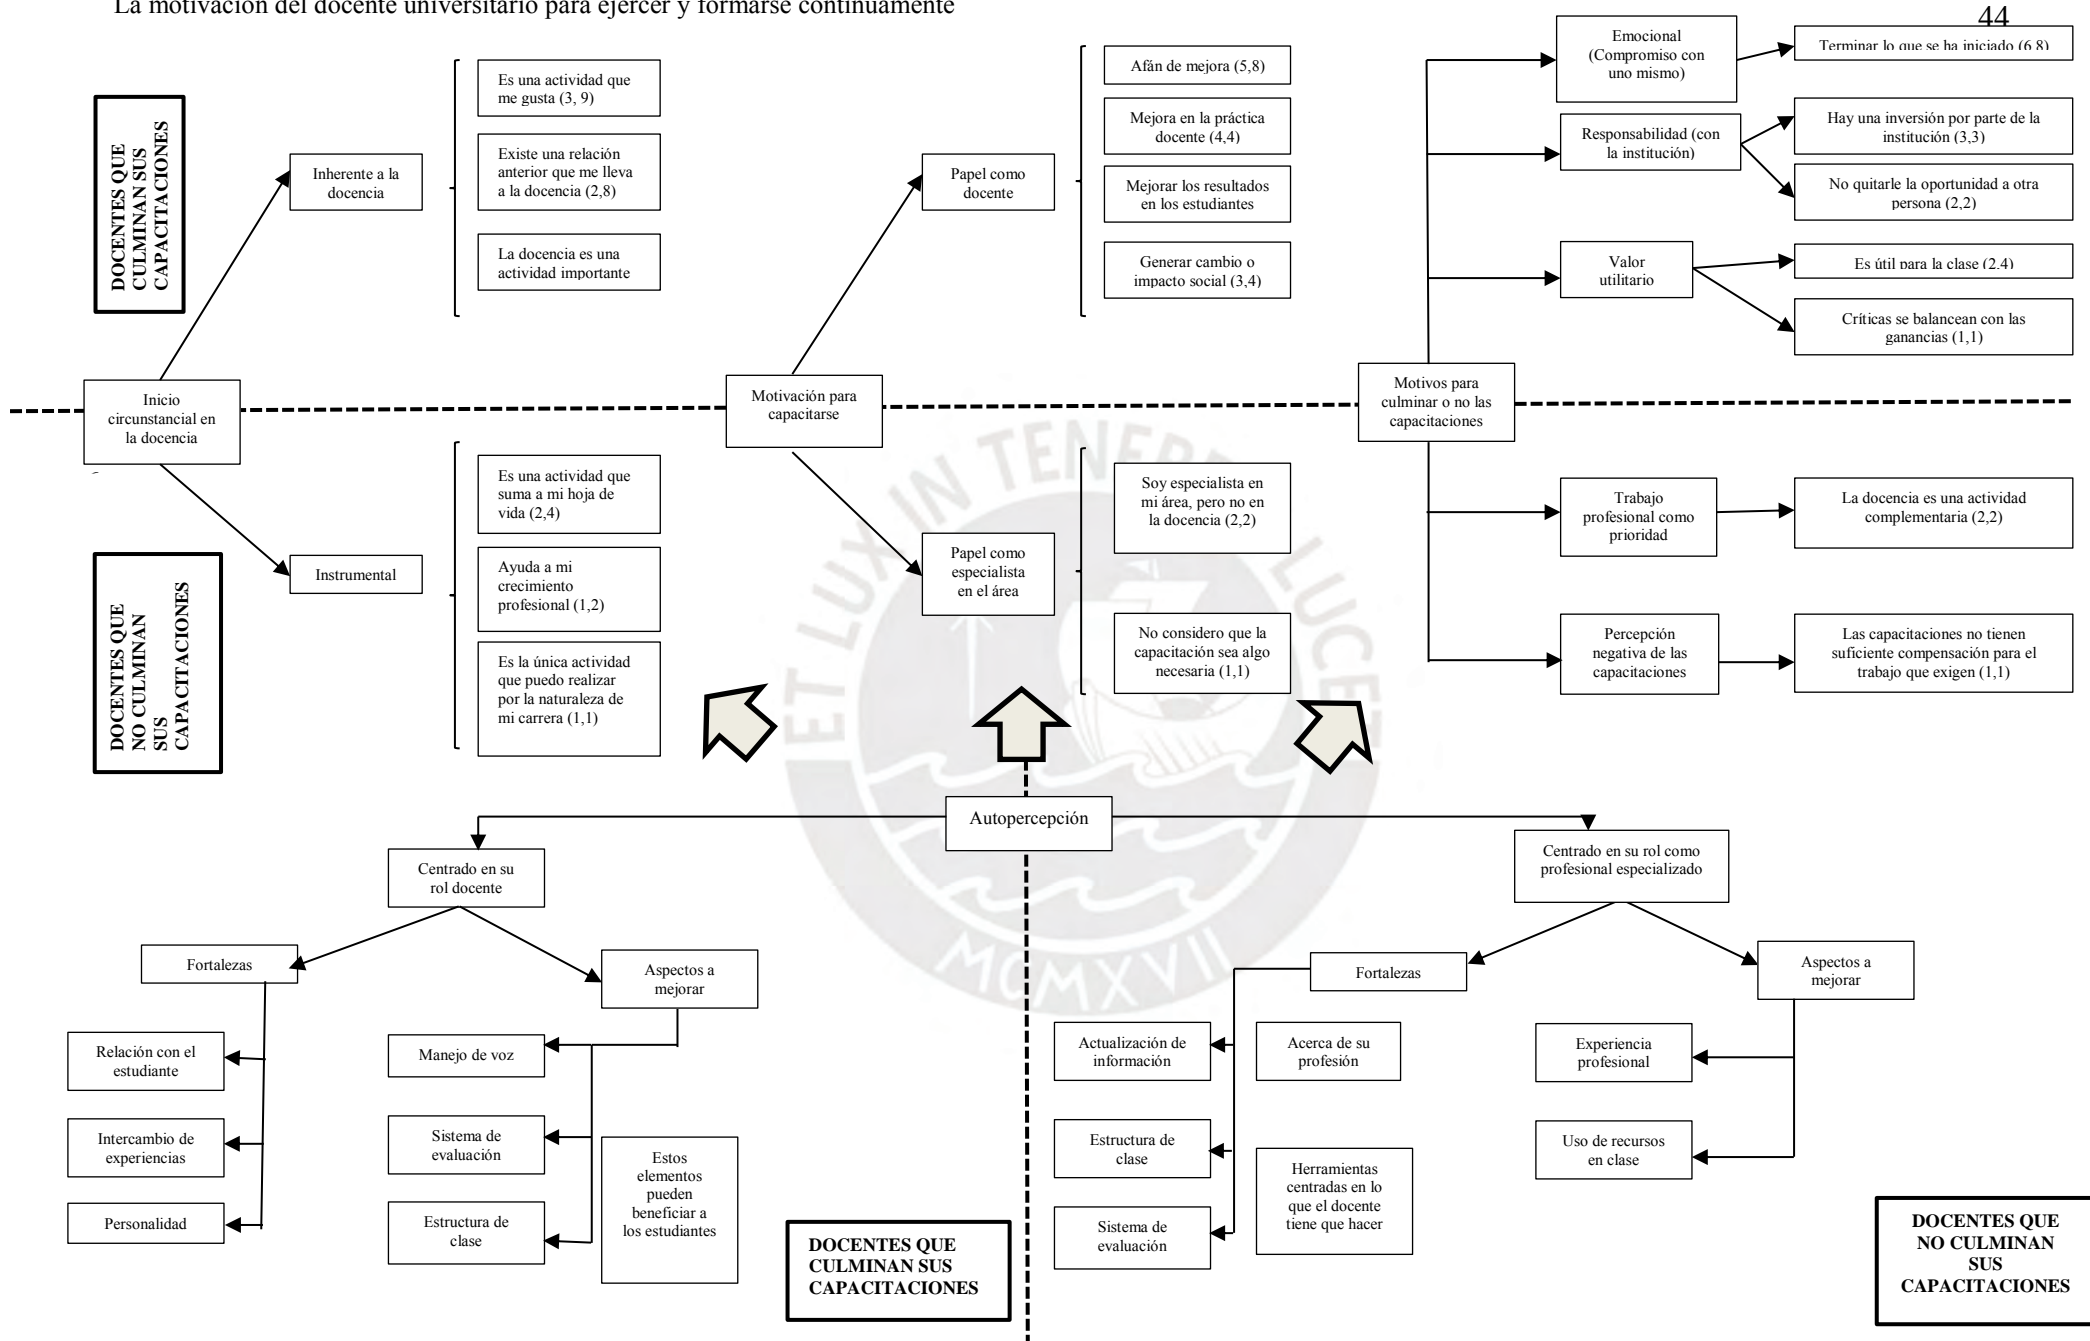 La motivación del docente universitario para ejercer y formarse continuamente
44
DOCENTES QUE
CULMINAN SUS
CAPACITACIONES
Inicio
circunstancial en
la docencia
Inherente a la
docencia
Es una actividad que
me gusta (3, 9)
Existe una relación
anterior que me lleva
a la docencia (2,8)
La docencia es una
actividad importante
DOCENTES QUE
NO CULMINAN
SUS
CAPACITACIONES
Instrumental
Es una actividad que
suma a mi hoja de
vida (2,4)
Ayuda a mi
crecimiento
profesional (1,2)
Es la única actividad
que puedo realizar
por la naturaleza de
mi carrera (1,1)
Motivación para
capacitarse
Papel como
docente
Afán de mejora (5,8)
Mejora en la práctica
docente (4,4)
Mejorar los resultados
en los estudiantes
Generar cambio o
impacto social (3,4)
Papel como
especialista
en el área
Soy especialista en
mi área, pero no en
la docencia (2,2)
No considero que la
capacitación sea algo
necesaria (1,1)
Motivos para
culminar o no las
capacitaciones
Emocional
(Compromiso con
uno mismo)
Terminar lo que se ha iniciado (6,8)
Responsabilidad (con
la institución)
Hay una inversión por parte de la
institución (3,3)
No quitarle la oportunidad a otra
persona (2,2)
Valor
utilitario
Es útil para la clase (2,4)
Críticas se balancean con las
ganancias (1,1)
Trabajo
profesional como
prioridad
La docencia es una actividad
complementaria (2,2)
Percepción
negativa de las
capacitaciones
Las capacitaciones no tienen
suficiente compensación para el
trabajo que exigen (1,1)
ET LUX IN TENEBRIS LUCET
MCMXVII
Autopercepción
Centrado en su
rol docente
Fortalezas
Relación con el
estudiante
Intercambio de
experiencias
Personalidad
Aspectos a
mejorar
Manejo de voz
Sistema de
evaluación
Estructura de
clase
Estos
elementos
pueden
beneficiar a
los estudiantes
DOCENTES QUE
CULMINAN SUS
CAPACITACIONES
Centrado en su rol como
profesional especializado
Fortalezas
Actualización de
información
Acerca de su
profesión
Estructura de
clase
Sistema de
evaluación
Herramientas
centradas en lo
que el docente
tiene que hacer
Aspectos a
mejorar
Experiencia
profesional
Uso de recursos
en clase
DOCENTES QUE
NO CULMINAN
SUS
CAPACITACIONES